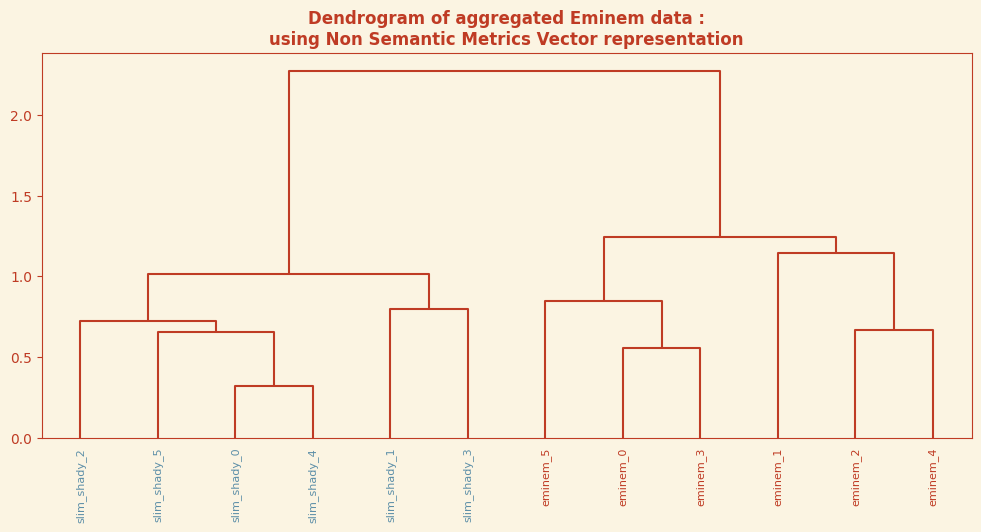 Dendrogram of aggregated Eminem data :
using Non Semantic Metrics Vector representation
2.0
1.5
1.0
0.5
0.0
slim_shady_2
slim_shady_5
slim_shady_0
slim_shady_4
slim_shady_1
slim_shady_3
eminem_5
eminem_0
eminem_3
eminem_1
eminem_2
eminem_4